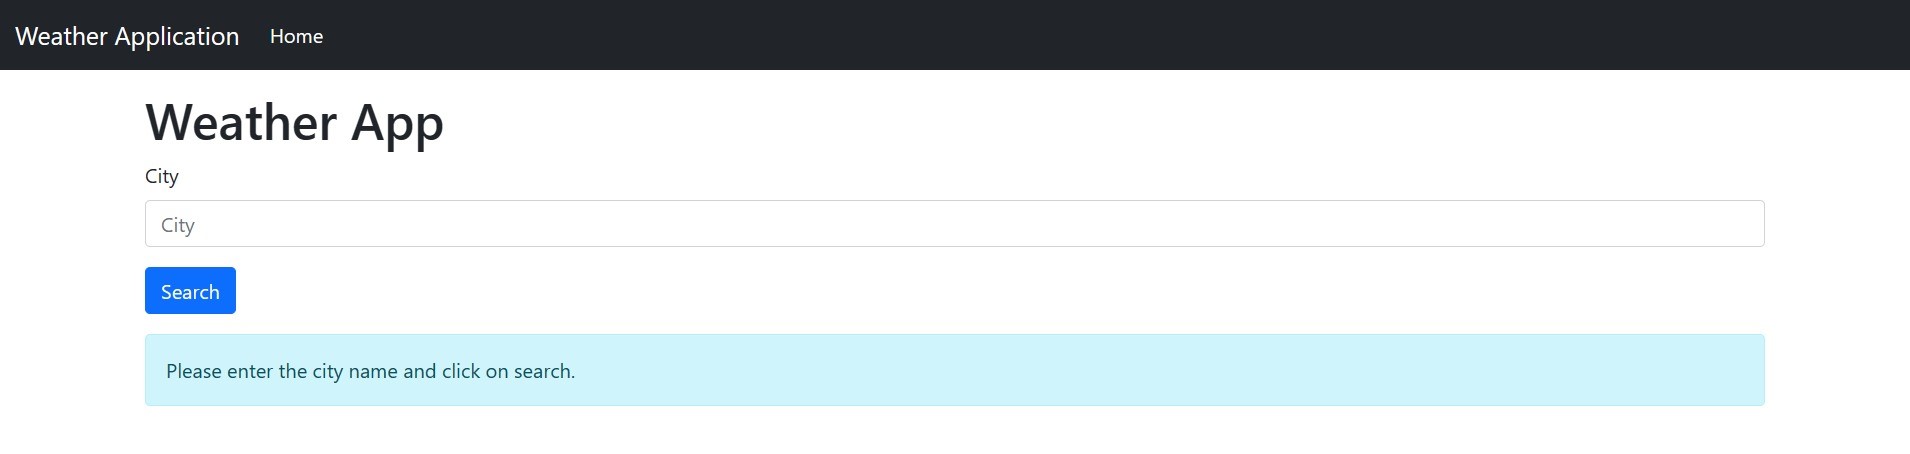 Weather Application Home
Weather App
City
City
Search
Please enter the city name and click on search.